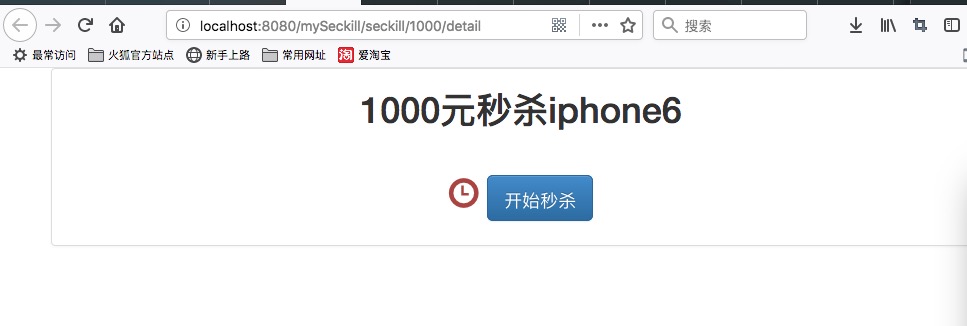 localhost:8080/mySeckill/seckill/1000/detail
搜索
最常访问 火狐官方站点 新手上路 常用网址 淘 爱淘宝
1000元秒杀iphone6
开始秒杀